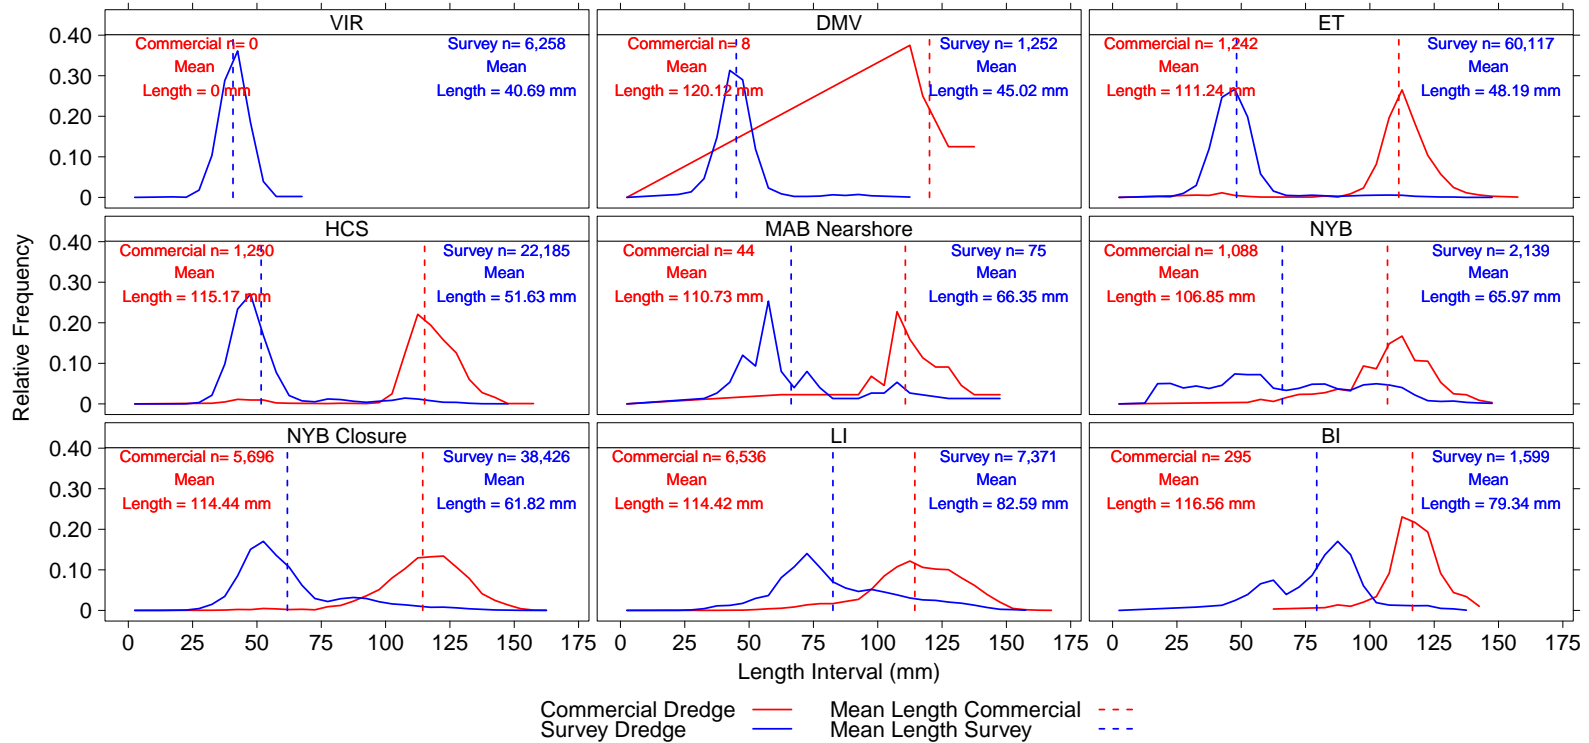 VIR
DMV
ET
0.40
0.30
0.20
0.10
0
Commercial n= 0
Mean
Length = 0 mm
Survey n= 6,258
Mean
Length = 40.69 mm
Commercial n= 8
Mean
Length = 120.12 mm
Survey n= 1,252
Mean
Length = 45.02 mm
Commercial n= 1,242
Mean
Length = 111.24 mm
Survey n= 60,117
Mean
Length = 48.19 mm
HCS
MAB Nearshore
NYB
0.40
0.30
0.20
0.10
0
Commercial n= 1,250
Mean
Length = 115.17 mm
Survey n= 22,185
Mean
Length = 51.63 mm
Commercial n= 44
Mean
Length = 110.73 mm
Survey n= 75
Mean
Length = 66.35 mm
Commercial n= 1,088
Mean
Length = 106.85 mm
Survey n= 2,139
Mean
Length = 65.97 mm
Relative Frequency
NYB Closure
LI
BI
0.40
0.30
0.20
0.10
0
Commercial n= 5,696
Mean
Length = 114.44 mm
Survey n= 38,426
Mean
Length = 61.82 mm
Commercial n= 6,536
Mean
Length = 114.42 mm
Survey n= 7,371
Mean
Length = 82.59 mm
Commercial n= 295
Mean
Length = 116.56 mm
Survey n= 1,599
Mean
Length = 79.34 mm
0 25 50 75 100 125 150 175
0 25 50 75 100 125 150 175
0 25 50 75 100 125 150 175
Length Interval (mm)
Commercial Dredge
Mean Length Commercial
Survey Dredge
Mean Length Survey